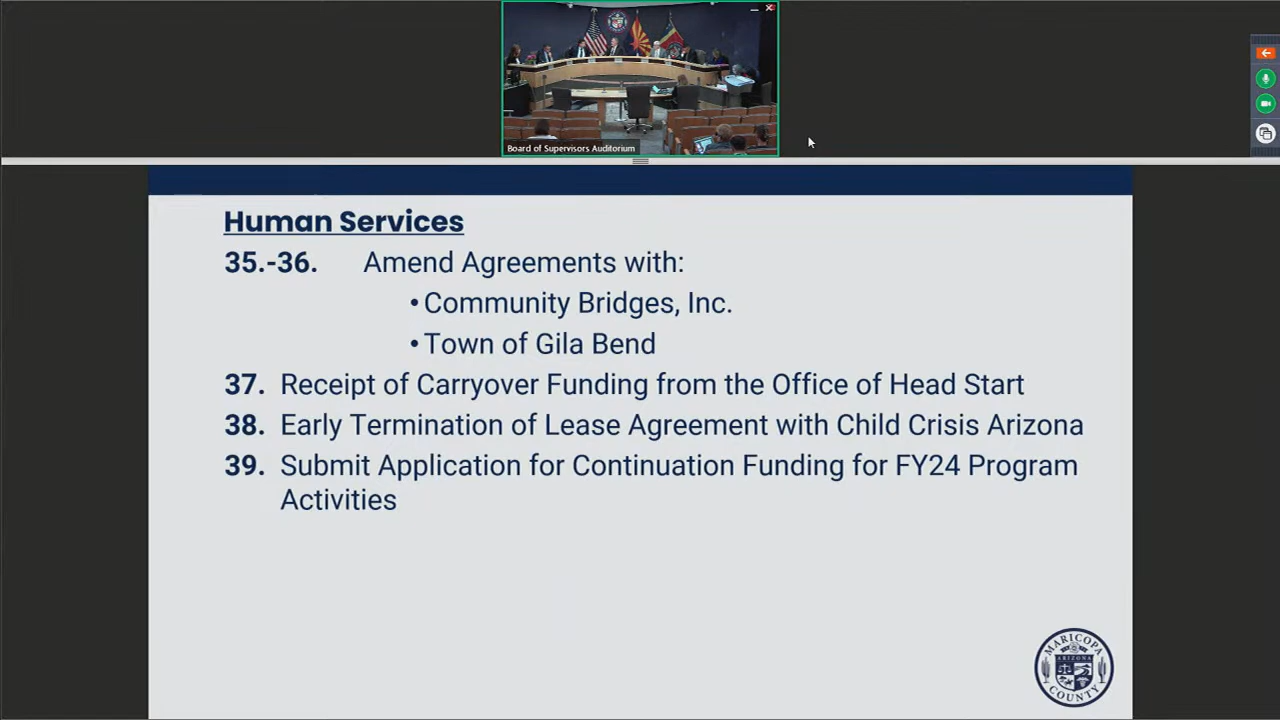 Board of Supervisors Auditorium
Human Services
35.-36. Amend Agreements with:
• Community Bridges, Inc.
• Town of Gila Bend
37. Receipt of Carryover Funding from the Office of Head Start
38. Early Termination of Lease Agreement with Child Crisis Arizona
39. Submit Application for Continuation Funding for FY24 Program
Activities
MARICOPA
ARIZONA
COUNTY